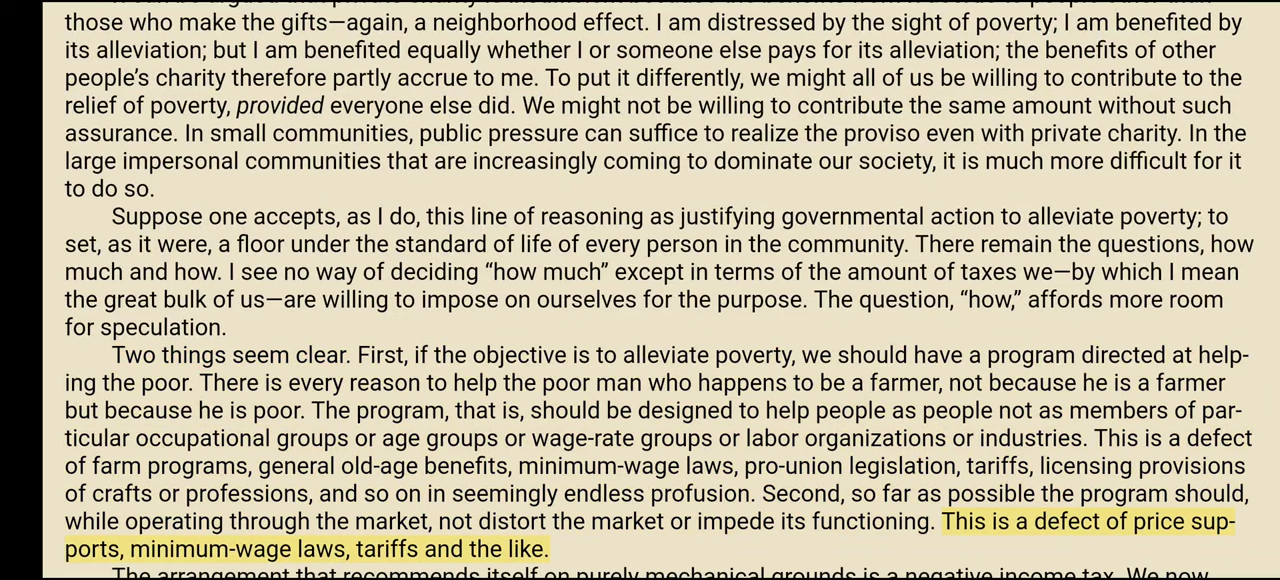 those who make the gifts—again, a neighborhood effect. I am distressed by the sight of poverty; I am benefited by
its alleviation; but I am benefited equally whether I or someone else pays for its alleviation; the benefits of other
people’s charity therefore partly accrue to me. To put it differently, we might all of us be willing to contribute to the
relief of poverty, provided everyone else did. We might not be willing to contribute the same amount without such
assurance. In small communities, public pressure can suffice to realize the proviso even with private charity. In the
large impersonal communities that are increasingly coming to dominate our society, it is much more difficult for it
to do so.
Suppose one accepts, as I do, this line of reasoning as justifying governmental action to alleviate poverty; to
set, as it were, a floor under the standard of life of every person in the community. There remain the questions, how
much and how. I see no way of deciding “how much” except in terms of the amount of taxes we—by which I mean
the great bulk of us—are willing to impose on ourselves for the purpose. The question, “how,” affords more room
for speculation.
Two things seem clear. First, if the objective is to alleviate poverty, we should have a program directed at help-
ing the poor. There is every reason to help the poor man who happens to be a farmer, not because he is a farmer
but because he is poor. The program, that is, should be designed to help people as people not as members of par-
ticular occupational groups or age groups or wage-rate groups or labor organizations or industries. This is a defect
of farm programs, general old-age benefits, minimum-wage laws, pro-union legislation, tariffs, licensing provisions
of crafts or professions, and so on in seemingly endless profusion. Second, so far as possible the program should,
while operating through the market, not distort the market or impede its functioning. This is a defect of price sup-
ports, minimum-wage laws, tariffs and the like.
The arrangement that recommends itself on purely mechanical grounds is a negative income tax. We now